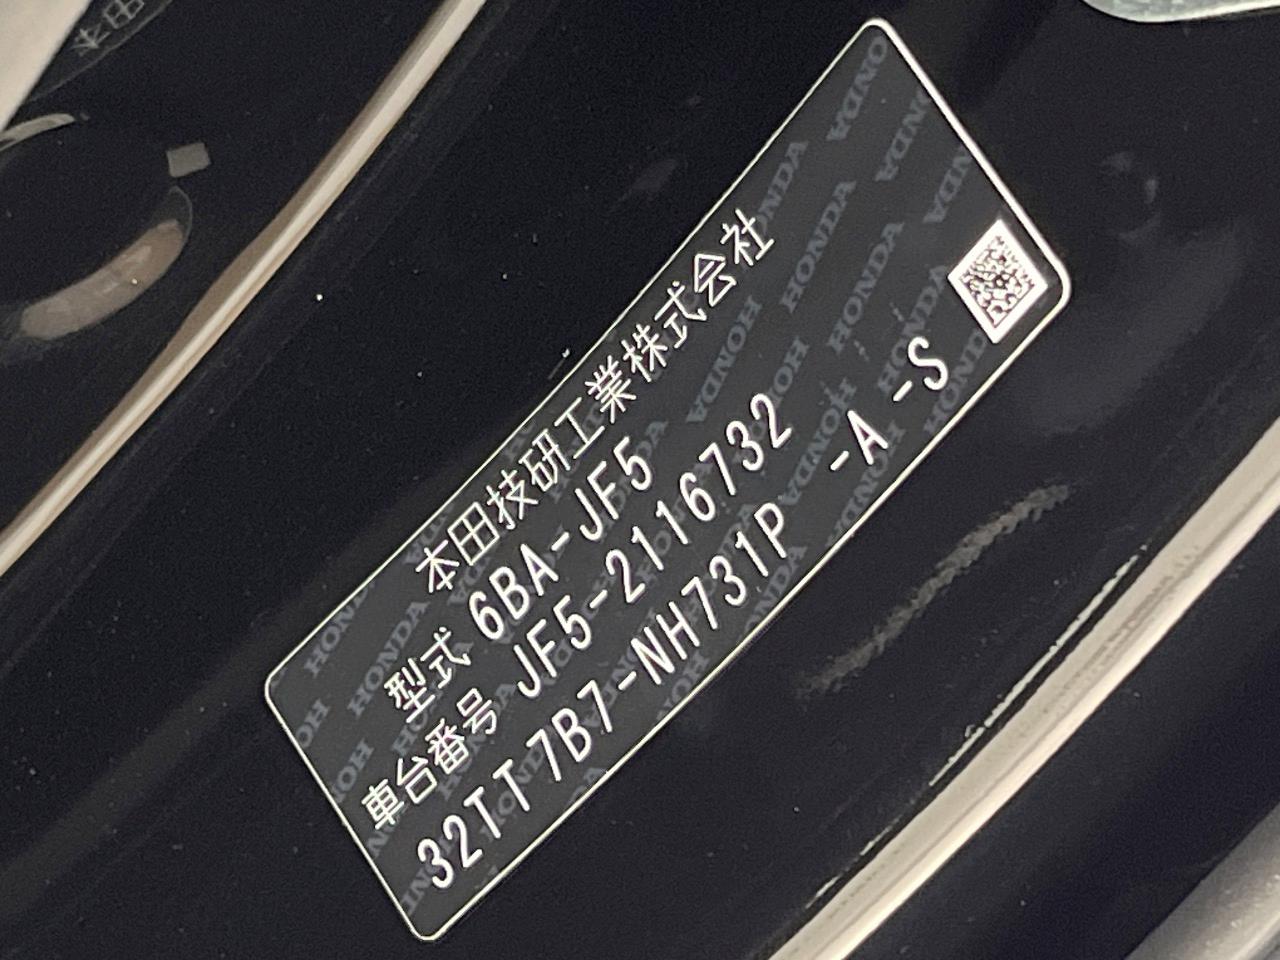 本田技研工業株式会社
型式 6BA-JF5
車台番号 JF5-2116732
32TT7B7-NH731P -A -S